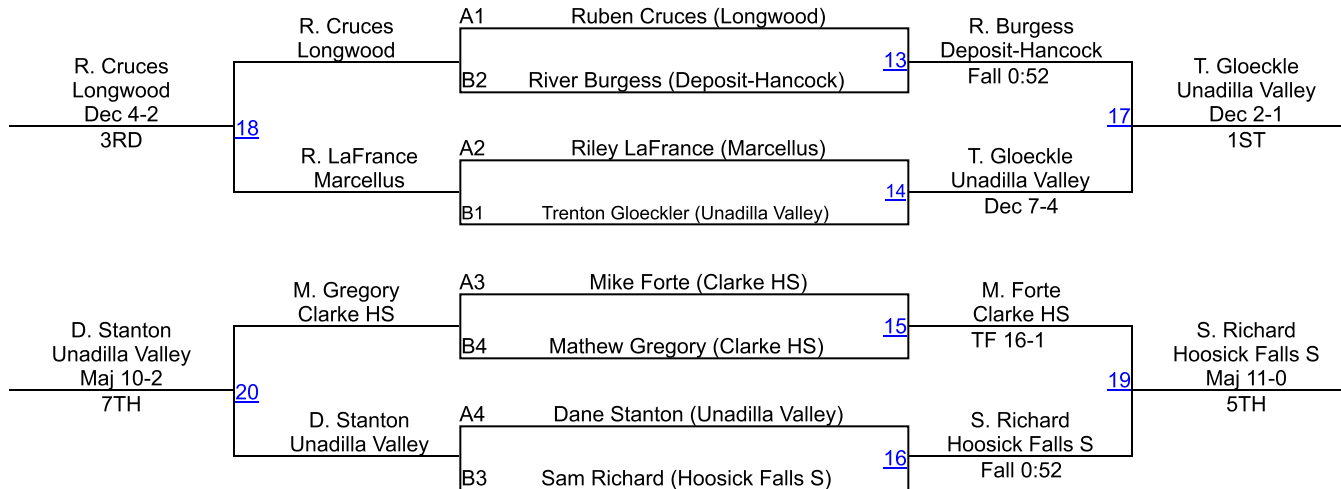 A1 Ruben Cruces (Longwood)
R. Cruces
Longwood
R. Burgess
Deposit-Hancock
13
Fall 0:52
B2 River Burgess (Deposit-Hancock)
R. Cruces
Longwood
Dec 4-2
3RD
18
T. Gloeckle
Unadilla Valley
Dec 2-1
1ST
17
A2 Riley LaFrance (Marcellus)
R. LaFrance
Marcellus
T. Gloeckle
Unadilla Valley
14
Dec 7-4
B1 Trenton Gloeckler (Unadilla Valley)
A3 Mike Forte (Clarke HS)
M. Gregory
Clarke HS
M. Forte
Clarke HS
15
TF 16-1
B4 Mathew Gregory (Clarke HS)
D. Stanton
Unadilla Valley
Maj 10-2
7TH
20
S. Richard
Hoosick Falls S
Maj 11-0
5TH
19
A4 Dane Stanton (Unadilla Valley)
D. Stanton
Unadilla Valley
S. Richard
Hoosick Falls S
16
Fall 0:52
B3 Sam Richard (Hoosick Falls S)